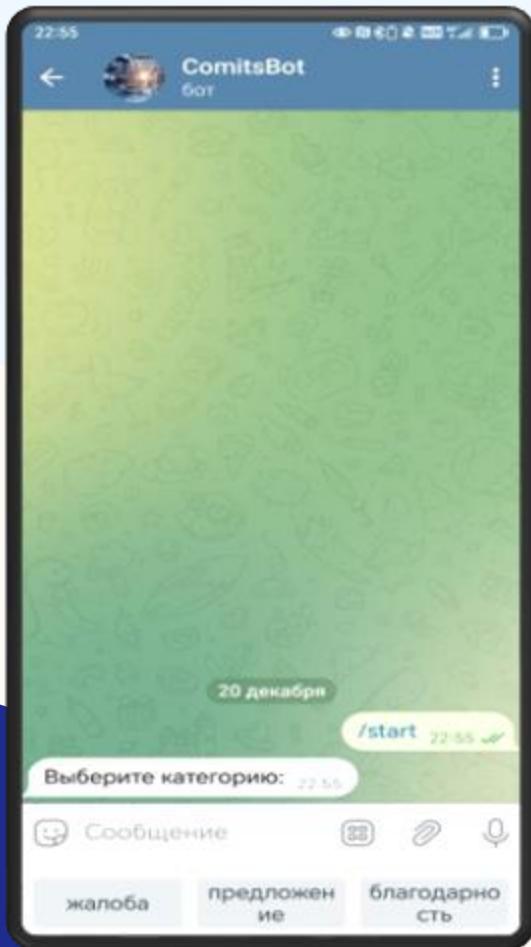 22:55
ComitsBot
бот
20 декабря
/start 22:55
Выберите категорию: 22:55
Сообщение
жалоба
предложен
ие
благодарно
сть